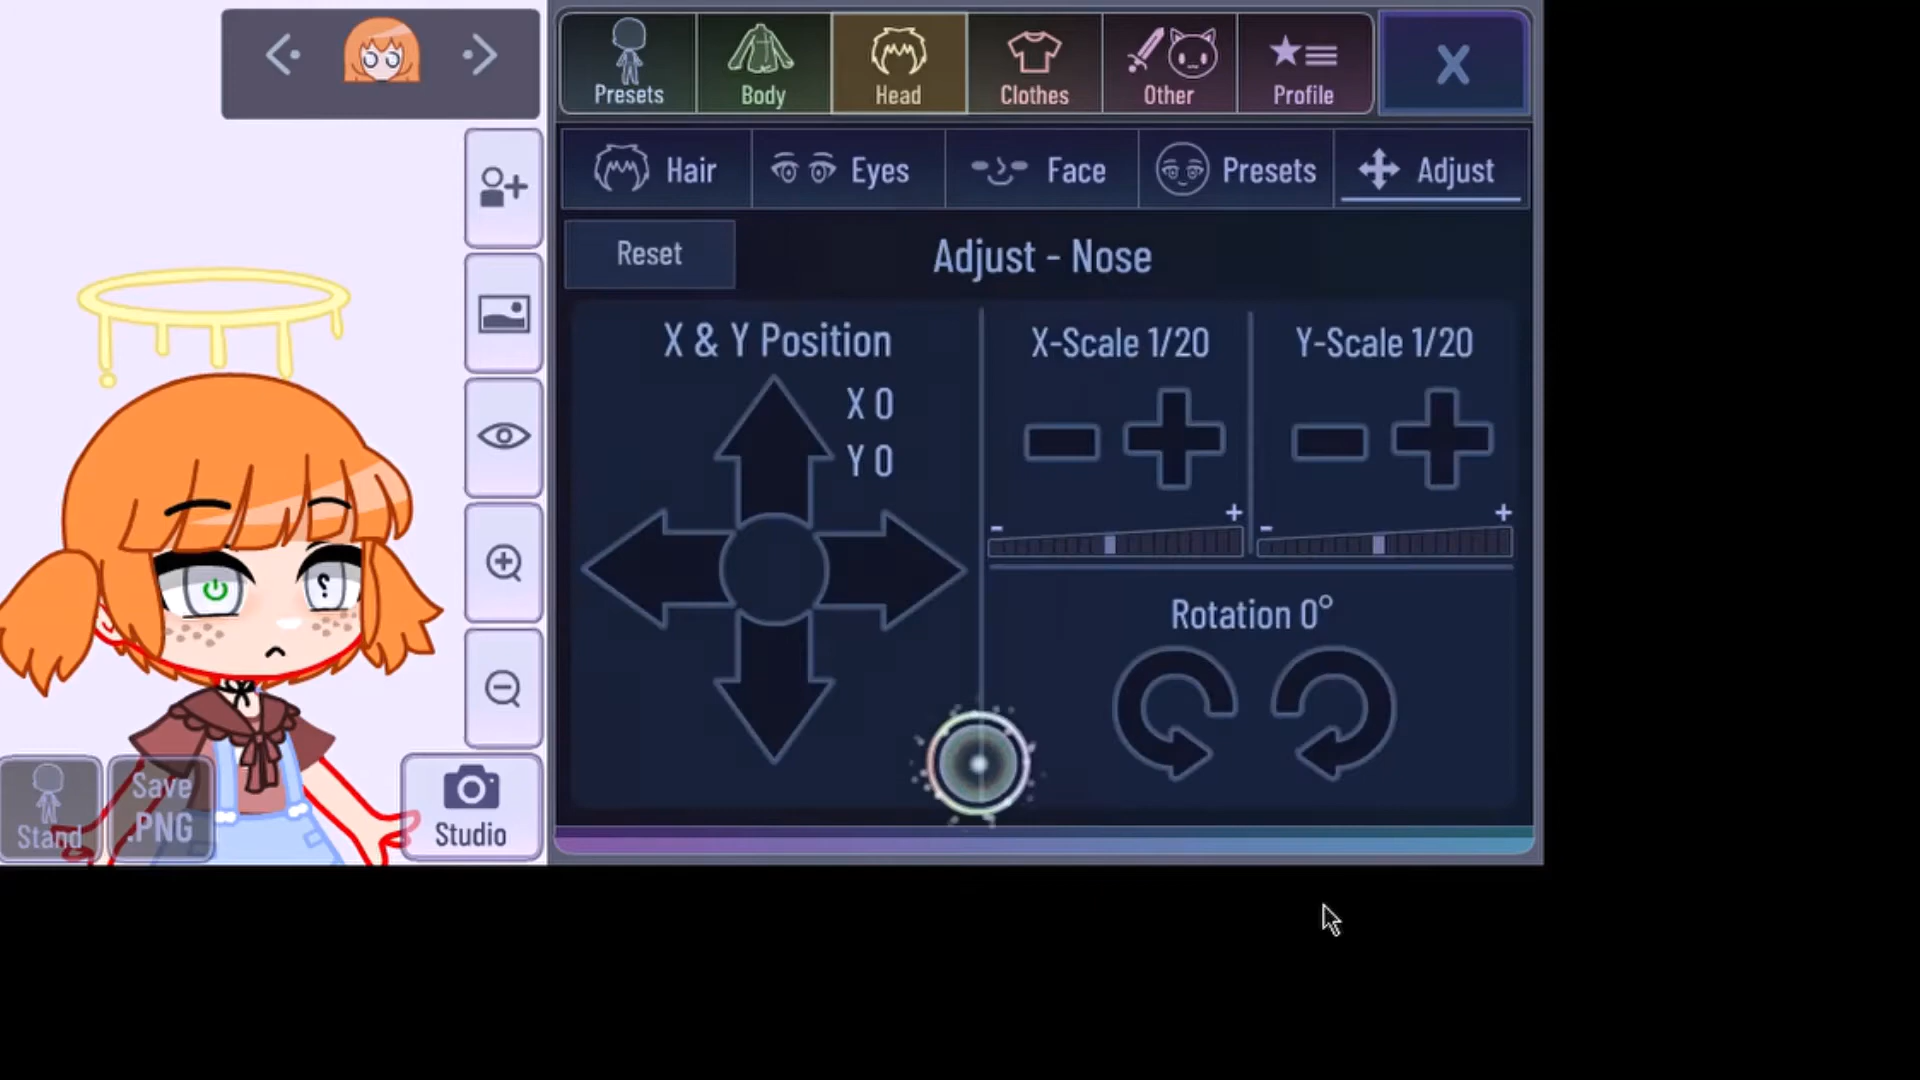 Presets
Body
Head
Clothes
Other
Profile
X
Hair
Eyes
Face
Presets
Adjust
Reset
Adjust - Nose
X & Y Position
X 0
Y 0
X-Scale 1/20
- +
Y-Scale 1/20
- +
Rotation 0°
Stand
Save
.PNG
Studio